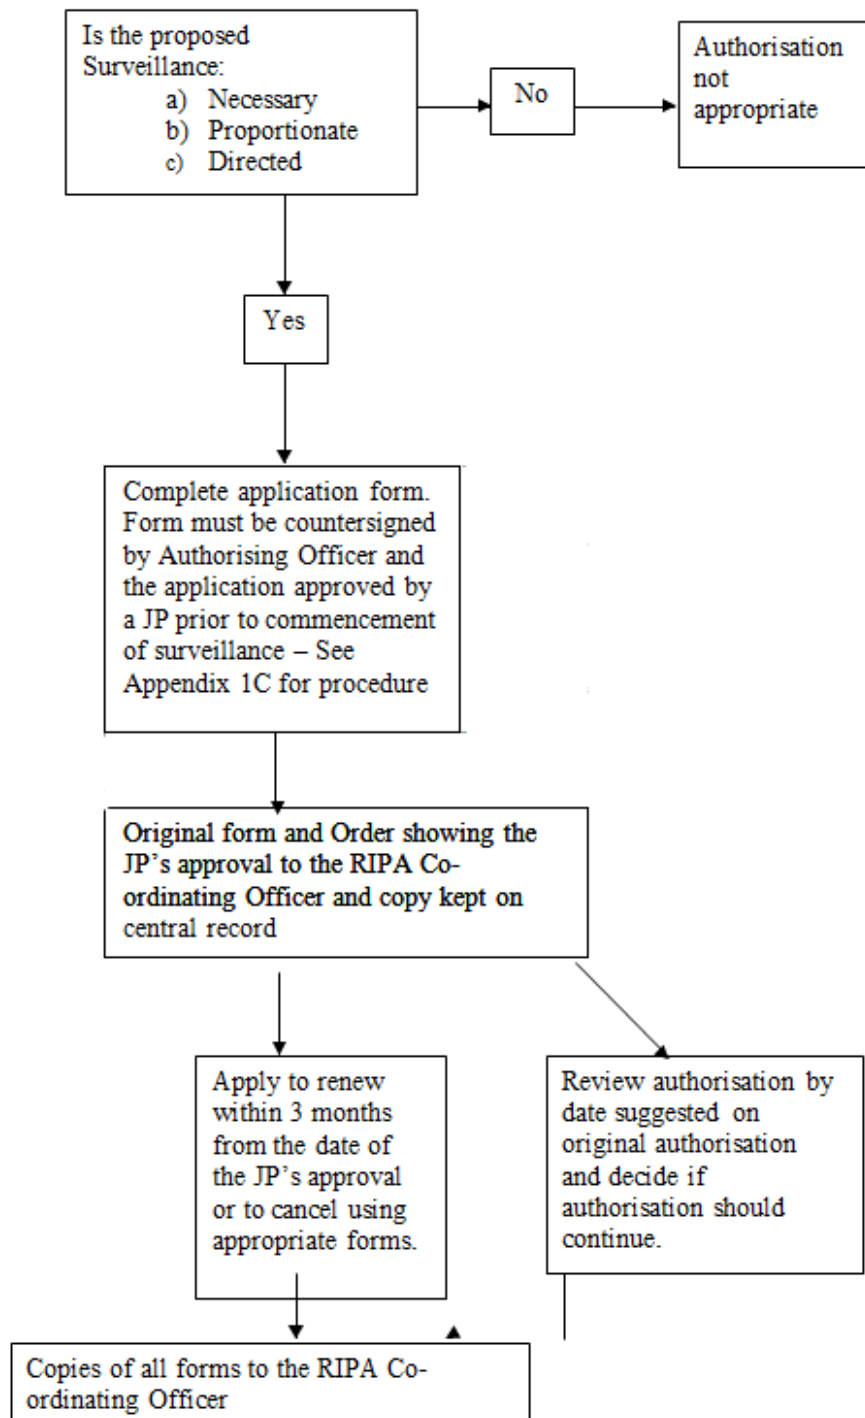 Is the proposed
Surveillance:
a) Necessary
b) Proportionate
c) Directed
No
Authorisation
not
appropriate
Yes
Complete application form.
Form must be countersigned
by Authorising Officer and
the application approved by
a JP prior to commencement
of surveillance – See
Appendix 1C for procedure
Original form and Order showing the
JP’s approval to the RIPA Co-
ordinating Officer and copy kept on
central record
Apply to renew
within 3 months
from the date of
the JP’s approval
or to cancel using
appropriate forms.
Review authorisation by
date suggested on
original authorisation
and decide if
authorisation should
continue.
Copies of all forms to the RIPA Co-
ordinating Officer